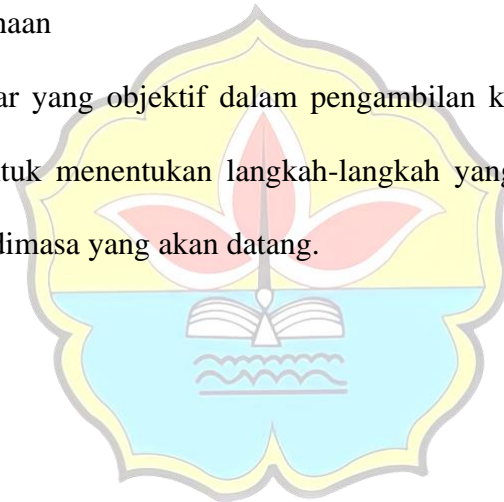 naan
ar yang objektif dalam pengambilan k
tuk menentukan langkah-langkah yang
dimasa yang akan datang.